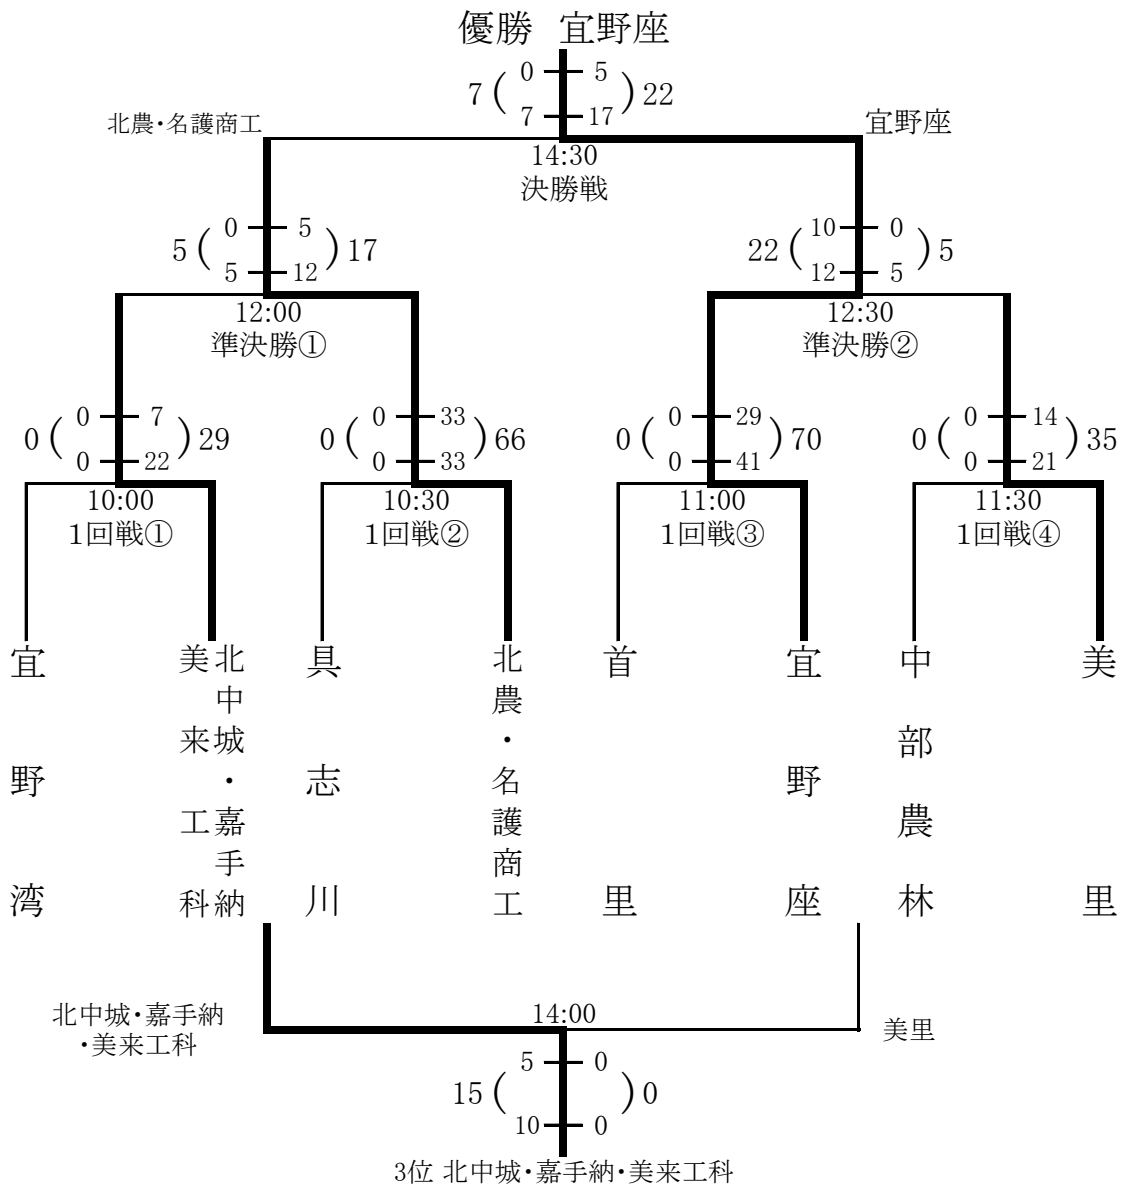 優勝 宜野座
7 ( 0 5 ) 22
7 17
北農・名護商工
宜野座
14:30
決勝戦
5 ( 0 5 ) 17
5 12
22 ( 10 0 ) 5
12 5
12:00
準決勝①
12:30
準決勝②
0 ( 0 7 ) 29
0 22
0 ( 0 33 ) 66
0 33
0 ( 0 29 ) 70
0 41
0 ( 0 14 ) 35
0 21
10:00
1回戦①
10:30
1回戦②
11:00
1回戦③
11:30
1回戦④
宜野湾
北中城・嘉手納
美来工科
具志川
北農・名護商工
首里
宜野座
中部農林
美里
北中城・嘉手納
・美来工科
14:00
美里
15 ( 5 0 ) 0
10 0
3位 北中城・嘉手納・美来工科